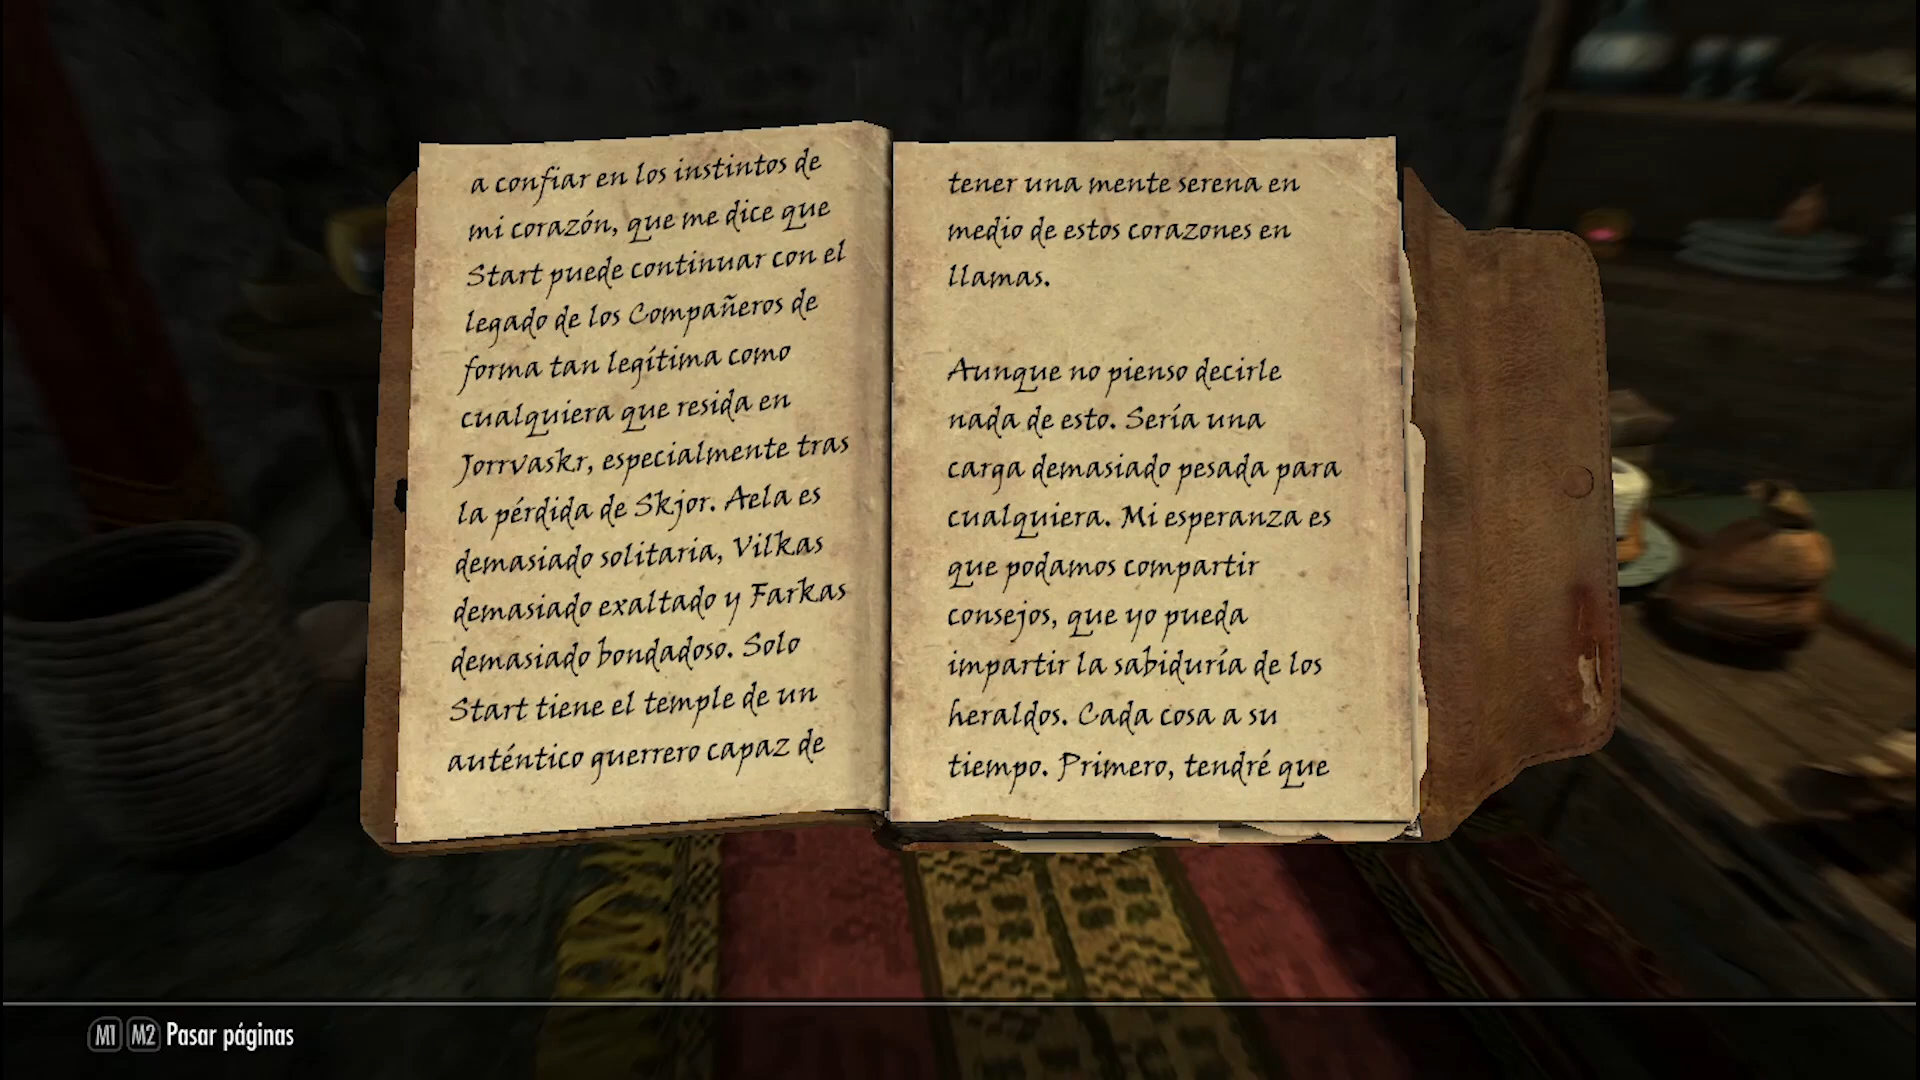 a confiar en los instintos de
mi corazón, que me dice que
Start puede continuar con el
legado de los Compañeros de
forma tan legítima como
cualquiera que resida en
Jorrvaskr, especialmente tras
la pérdida de Skjor. Aela es
demasiado solitaria, Vilkas
demasiado exaltado y Farkas
demasiado bondadoso. Solo
Start tiene el temple de un
auténtico guerrero capaz de
tener una mente serena en
medio de estos corazones en
llamas.
Aunque no pienso decirle
nada de esto. Sería una
carga demasiado pesada para
cualquiera. Mi esperanza es
que podamos compartir
consejos, que yo pueda
impartir la sabiduría de los
heraldos. Cada cosa a su
tiempo. Primero, tendré que
M1 M2 Pasar páginas